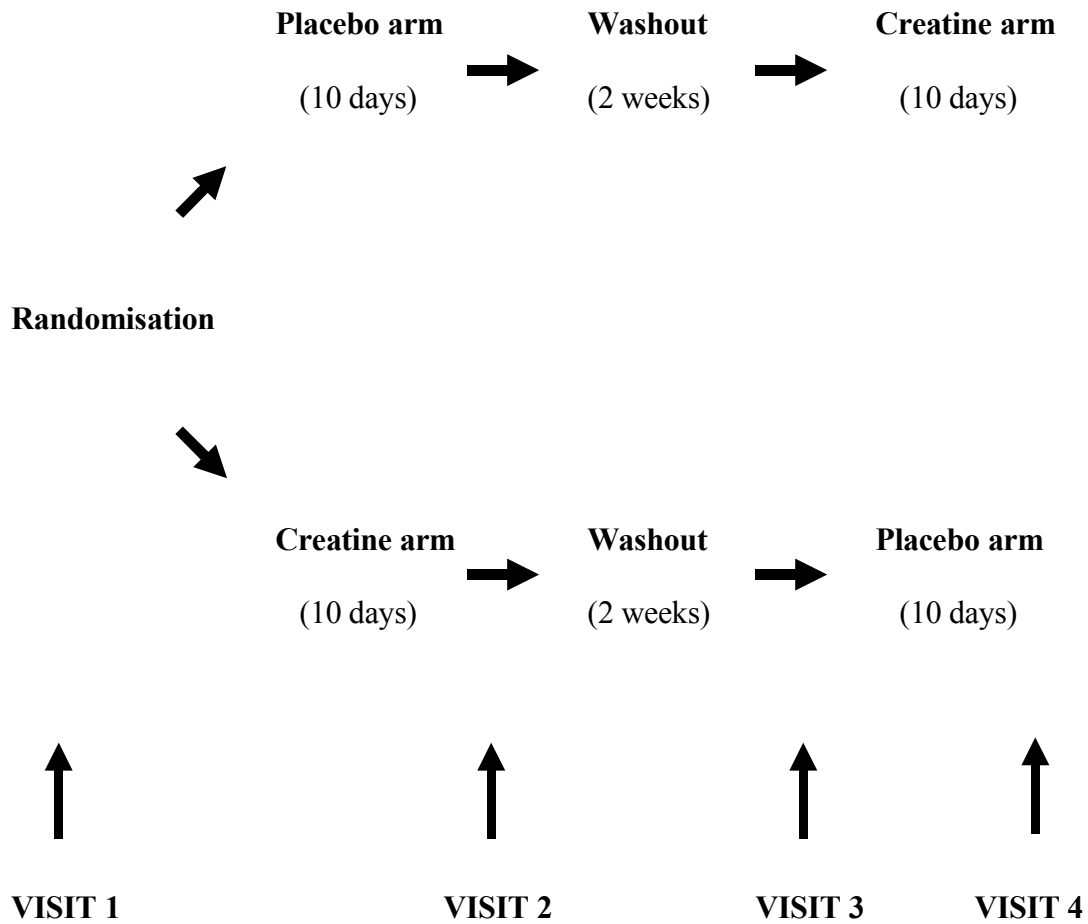 Placebo arm Washout Creatine arm
(10 days) (2 weeks) (10 days)
Randomisation
Creatine arm Washout Placebo arm
(10 days) (2 weeks) (10 days)
VISIT 1 VISIT 2 VISIT 3 VISIT 4